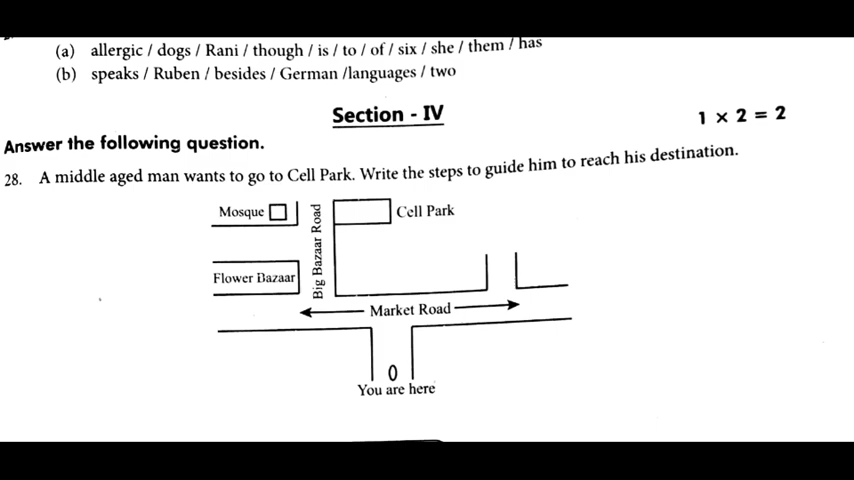 (a) allergic / dogs / Rani / though / is / to / of / six / she / them / has
(b) speaks / Ruben / besides / German /languages / two
Section - IV
1 × 2 = 2
Answer the following question.
28. A middle aged man wants to go to Cell Park. Write the steps to guide him to reach his destination.
Mosque
Big Bazaar Road
Cell Park
Flower Bazaar
Market Road
You are here